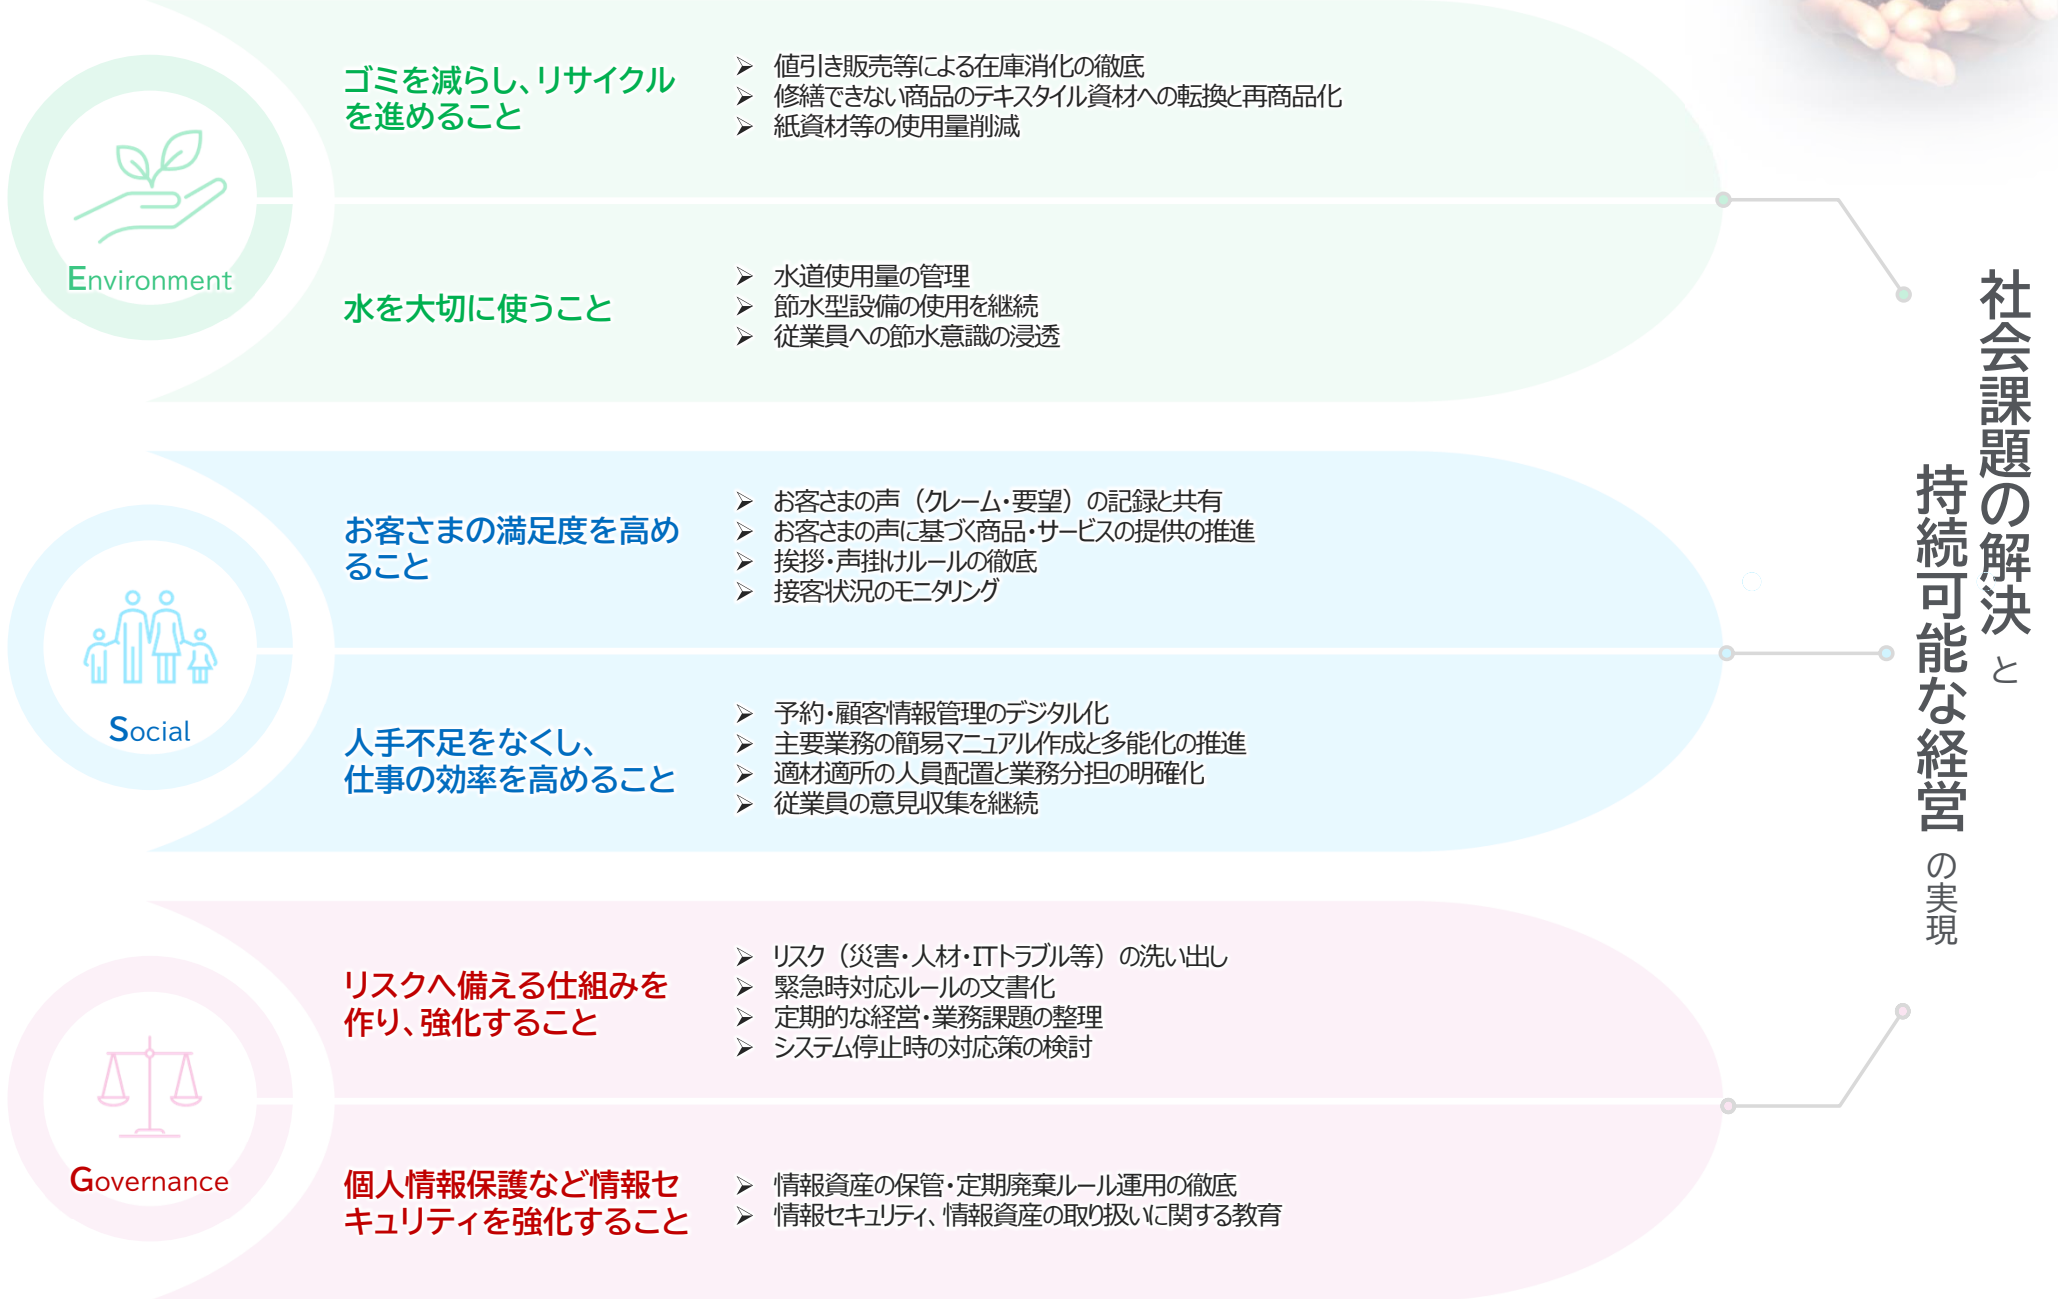 Environment
ゴミを減らし、リサイクル
を進めること
値引き販売等による在庫消化の徹底
修繕できない商品のテキスタイル資材への転換と再商品化
紙資材等の使用量削減
水を大切に使うこと
水道使用量の管理
節水型設備の使用を継続
従業員への節水意識の浸透
Social
お客さまの満足度を高め
ること
お客さまの声（クレーム・要望）の記録と共有
お客さまの声に基づく商品・サービスの提供の推進
挨拶・声掛けルールの徹底
接客状況のモニタリング
人手不足をなくし、
仕事の効率を高めること
予約・顧客情報管理のデジタル化
主要業務の簡易マニュアル作成と多能化の推進
適材適所の人員配置と業務分担の明確化
従業員の意見収集を継続
Governance
リスクへ備える仕組みを
作り、強化すること
リスク（災害・人材・ITトラブル等）の洗い出し
緊急時対応ルールの文書化
定期的な経営・業務課題の整理
システム停止時の対応策の検討
個人情報保護など情報セ
キュリティを強化すること
情報資産の保管・定期廃棄ルール運用の徹底
情報セキュリティ、情報資産の取り扱いに関する教育
社会課題の解決と
持続可能な経営の実現